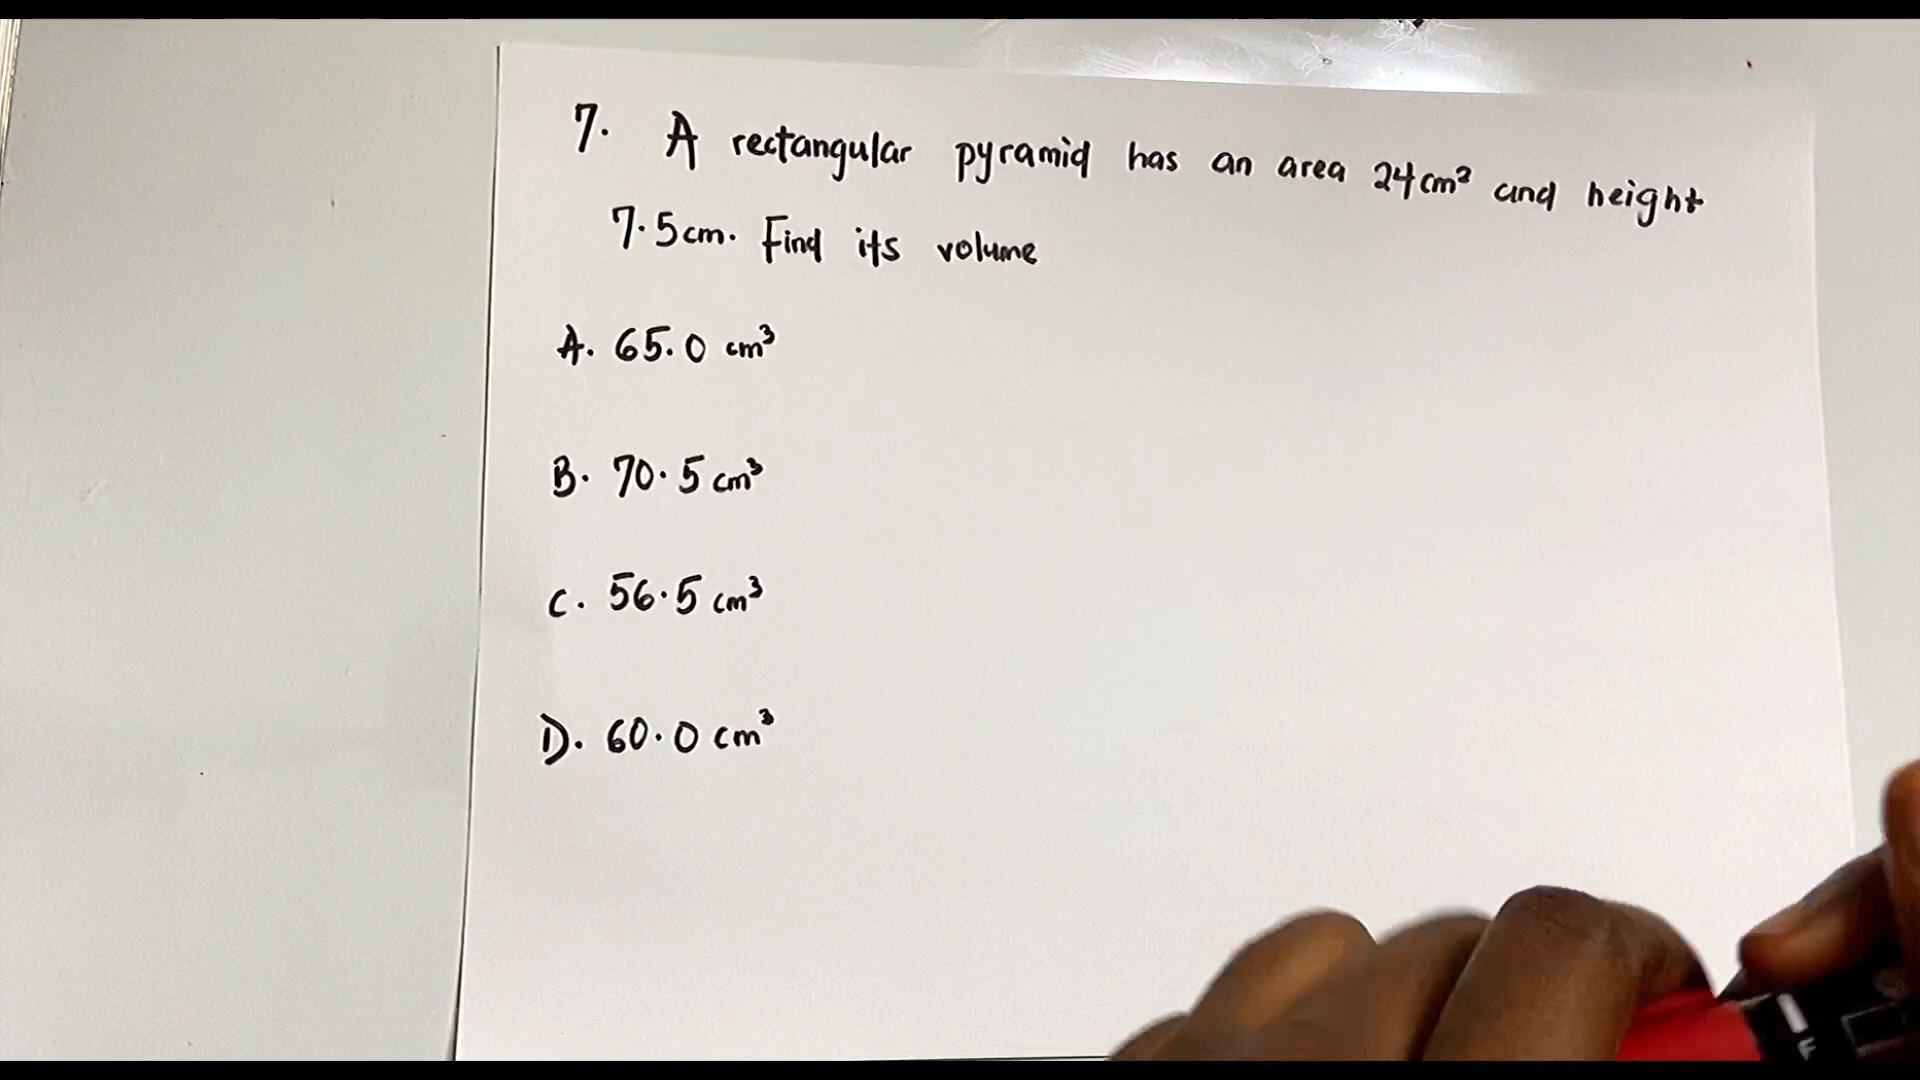 7. A rectangular pyramid has an area 24cm² and height
7.5cm. Find its volume
A. 65.0 cm³
B. 70.5 cm³
C. 56.5 cm³
D. 60.0 cm³